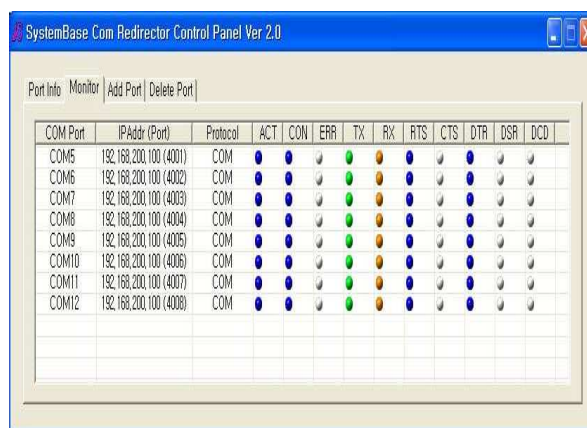 SystemBase Com Redirector Control Panel Ver 2.0
Port Info Monitor Add Port Delete Port
COM Port IPAddr (Port) Protocol ACT CON ERR TX RX RTS CTS DTR DSR DCD
COM5 192,168,200,100 (4001) COM
COM6 192,168,200,100 (4002) COM
COM7 192,168,200,100 (4003) COM
COM8 192,168,200,100 (4004) COM
COM9 192,168,200,100 (4005) COM
COM10 192,168,200,100 (4006) COM
COM11 192,168,200,100 (4007) COM
COM12 192,168,200,100 (4008) COM